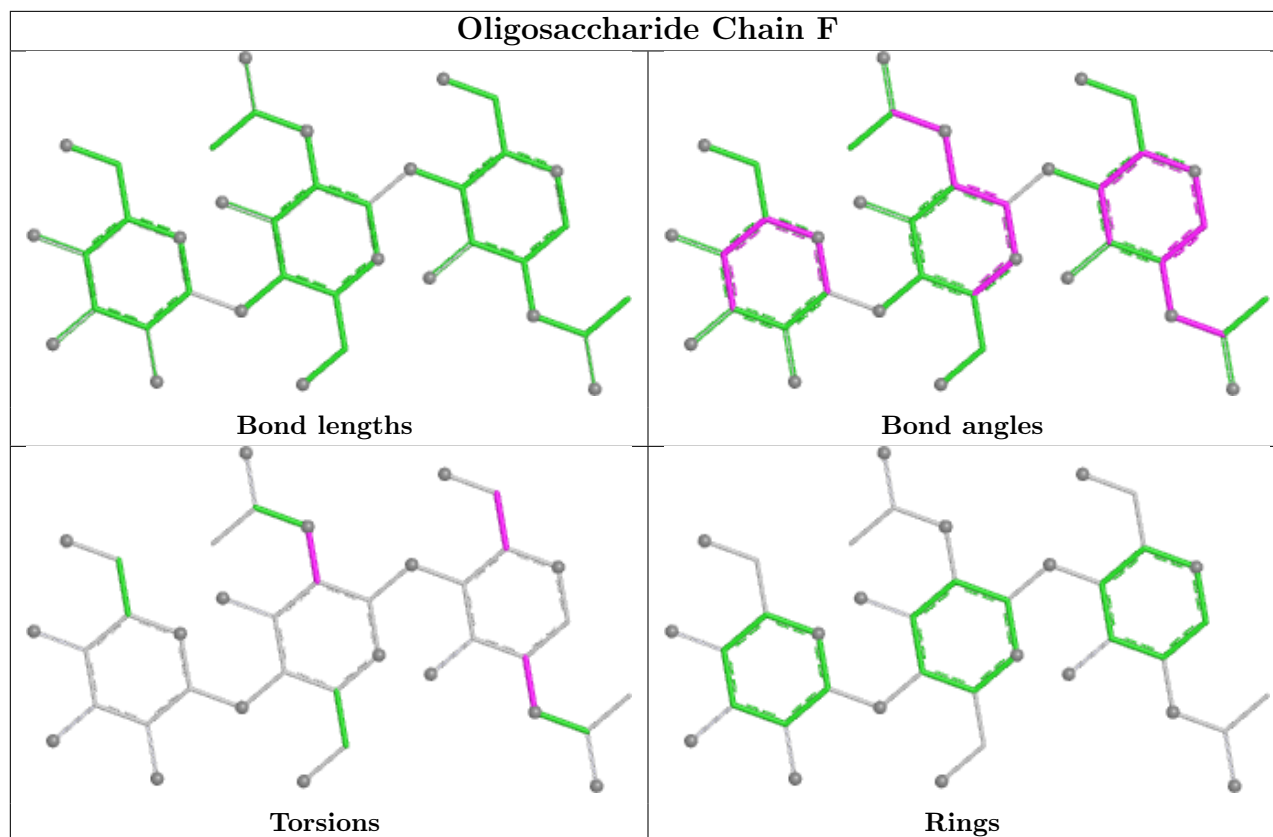 Oligosaccharide Chain F
Bond lengths
Bond angles
Torsions
Rings